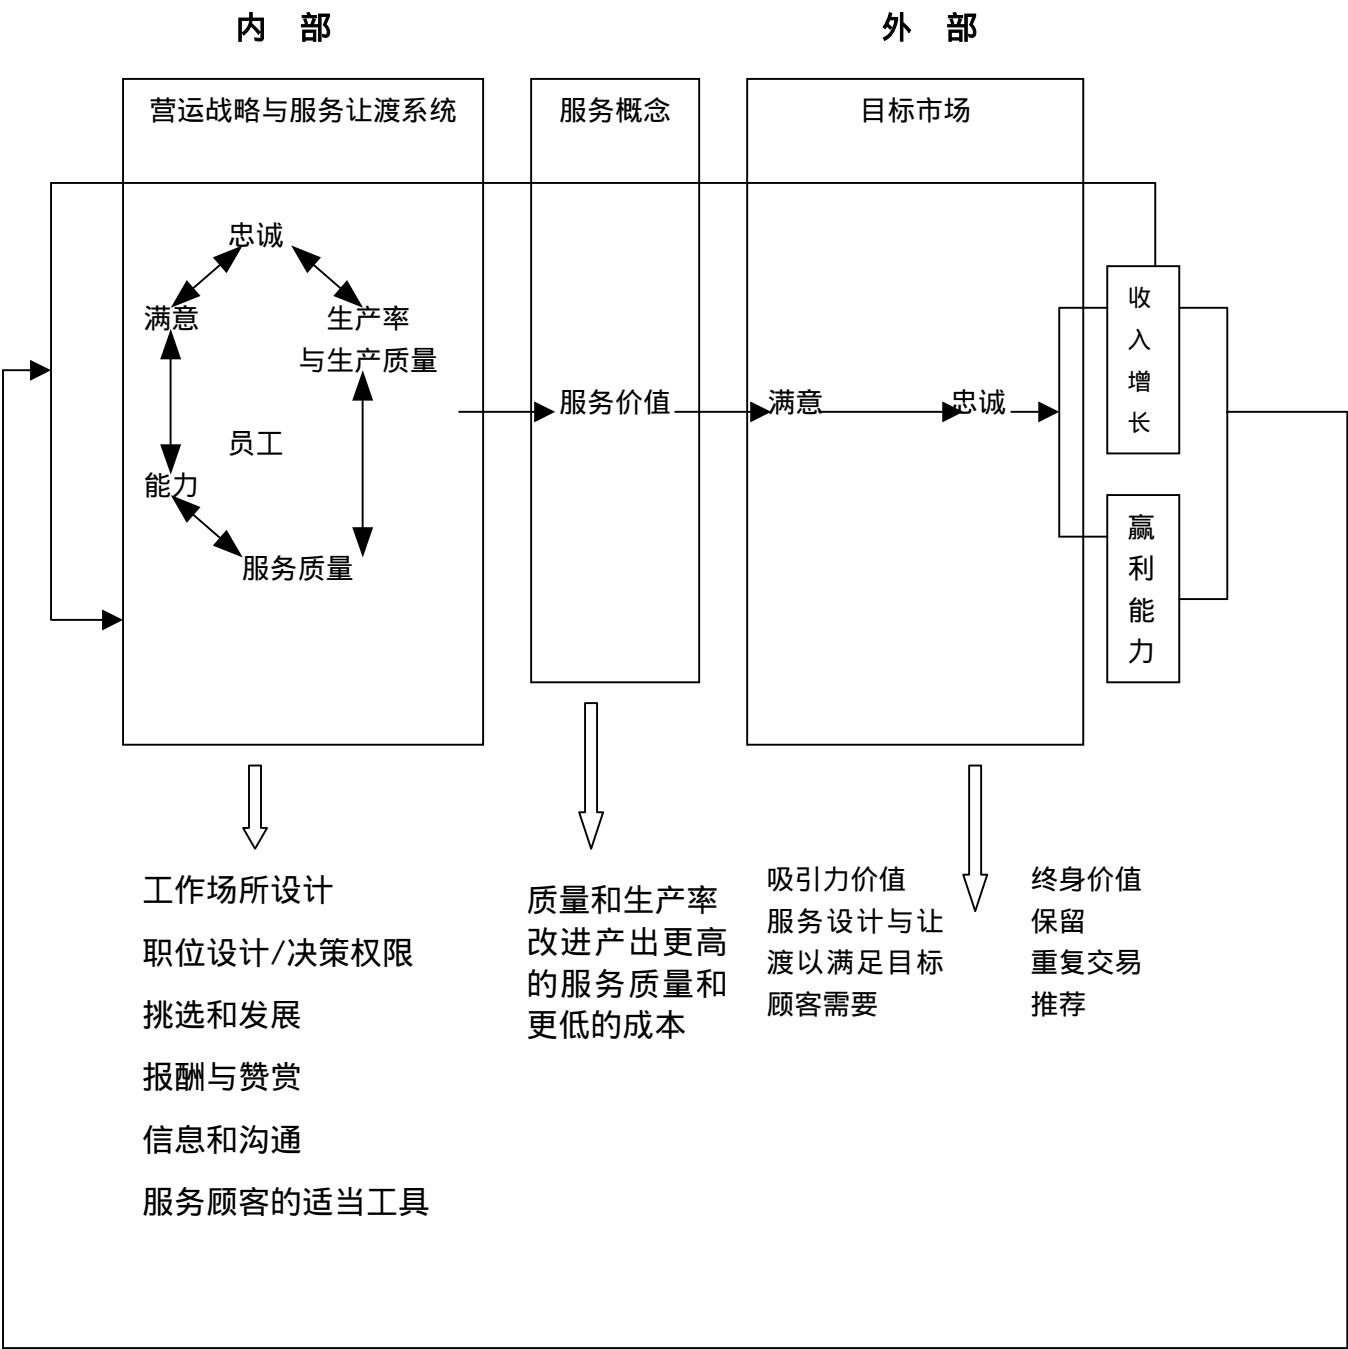 内 部
外 部
营运战略与服务让渡系统
服务概念
目标市场
忠诚
满意
生产率
与生产质量
员工
能力
服务质量
服务价值
满意
忠诚
收
入
增
长
赢
利
能
力
工作场所设计
职位设计/决策权限
挑选和发展
报酬与赞赏
信息和沟通
服务顾客的适当工具
质量和生产率
改进产出更高
的服务质量和
更低的成本
吸引力价值
服务设计与让
渡以满足目标
顾客需要
终身价值
保留
重复交易
推荐